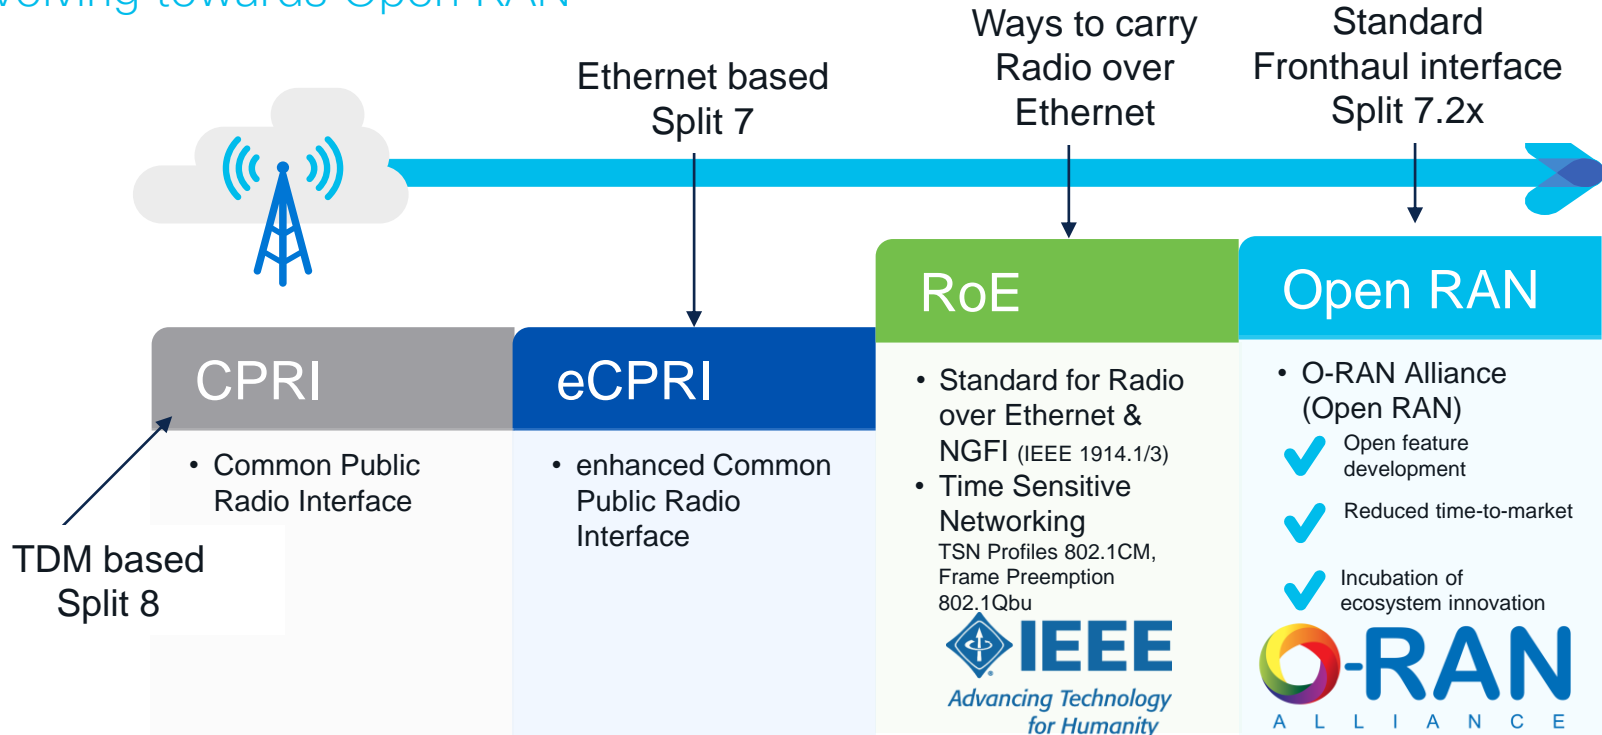 volving towards Open RAN
Ethernet based
Split 7
Ways to carry
Radio over
Ethernet
Standard
Fronthaul interface
Split 7.2x
CPRI
• Common Public
Radio Interface
TDM based
Split 8
eCPRI
• enhanced Common
Public Radio
Interface
RoE
• Standard for Radio
over Ethernet &
NGFI (IEEE 1914.1/3)
• Time Sensitive
Networking
TSN Profiles 802.1CM,
Frame Preemption
802.1Qbu
IEEE
Advancing Technology
for Humanity
Open RAN
• O-RAN Alliance
(Open RAN)
Open feature
development
Reduced time-to-market
Incubation of
ecosystem innovation
O-RAN
ALLIANCE